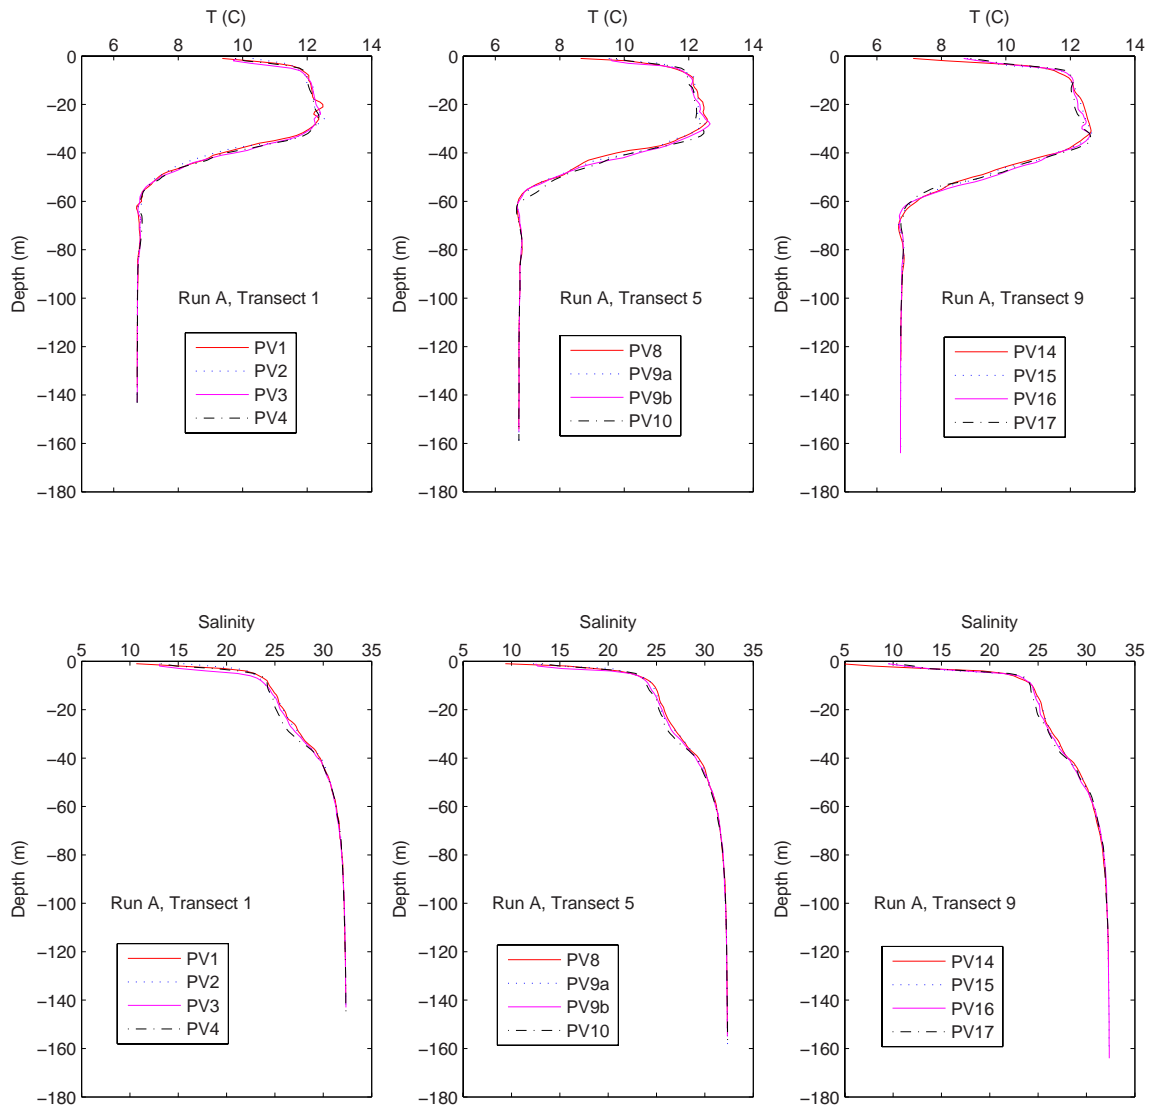 T (C)
6 8 10 12 14
0
−20
−40
−60
−80
−100
−120
−140
−160
−180
Depth (m)
Run A, Transect 1
PV1
PV2
PV3
PV4
T (C)
6 8 10 12 14
0
−20
−40
−60
−80
−100
−120
−140
−160
−180
Depth (m)
Run A, Transect 5
PV8
PV9a
PV9b
PV10
T (C)
6 8 10 12 14
0
−20
−40
−60
−80
−100
−120
−140
−160
−180
Depth (m)
Run A, Transect 9
PV14
PV15
PV16
PV17
Salinity
5 10 15 20 25 30 35
0
−20
−40
−60
−80
−100
−120
−140
−160
−180
Depth (m)
Run A, Transect 1
PV1
PV2
PV3
PV4
Salinity
5 10 15 20 25 30 35
0
−20
−40
−60
−80
−100
−120
−140
−160
−180
Depth (m)
Run A, Transect 5
PV8
PV9a
PV9b
PV10
Salinity
5 10 15 20 25 30 35
0
−20
−40
−60
−80
−100
−120
−140
−160
−180
Depth (m)
Run A, Transect 9
PV14
PV15
PV16
PV17